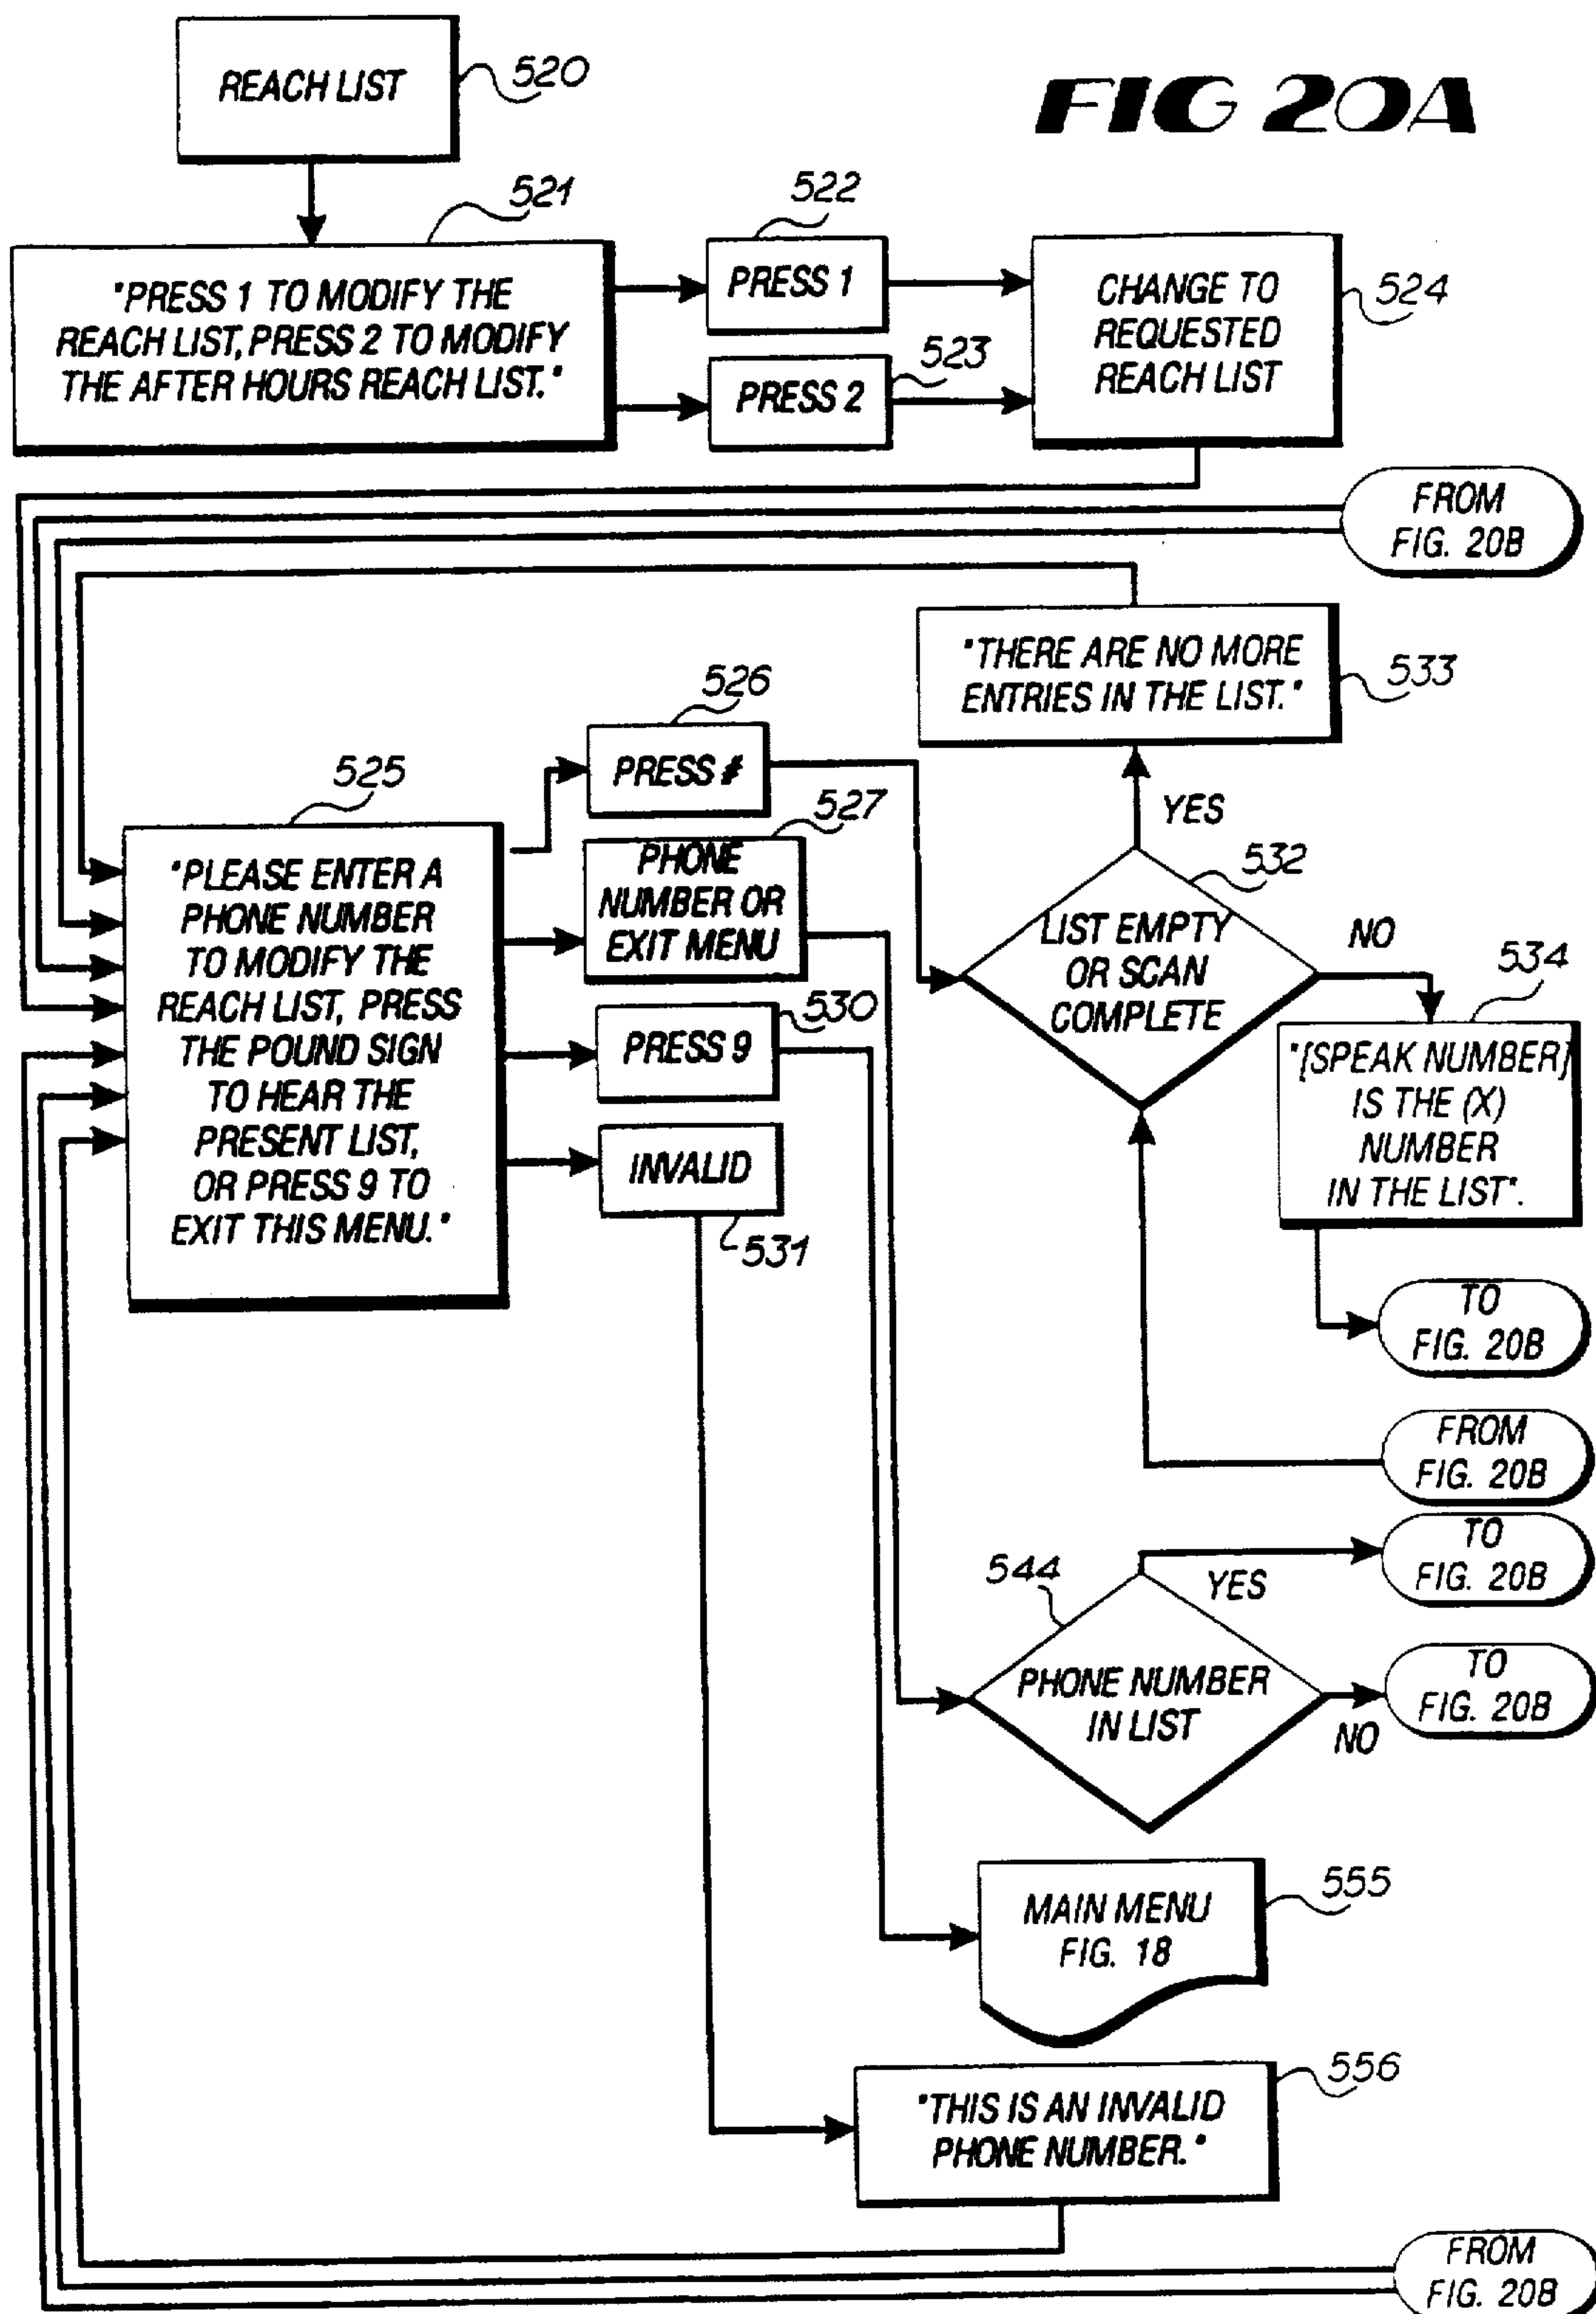 FIG 20A
REACH LIST
520
521
"PRESS 1 TO MODIFY THE
REACH LIST, PRESS 2 TO MODIFY
THE AFTER HOURS REACH LIST."
522
PRESS 1
523
PRESS 2
CHANGE TO
REQUESTED
REACH LIST
524
FROM
FIG. 20B
"THERE ARE NO MORE
ENTRIES IN THE LIST."
533
526
PRESS #
YES
525
"PLEASE ENTER A
PHONE NUMBER
TO MODIFY THE
REACH LIST, PRESS
THE POUND SIGN
TO HEAR THE
PRESENT LIST,
OR PRESS 9 TO
EXIT THIS MENU."
527
PHONE
NUMBER OR
EXIT MENU
532
LIST EMPTY
OR SCAN
COMPLETE
NO
534
530
PRESS 9
"[SPEAK NUMBER]
IS THE (X)
NUMBER
IN THE LIST".
INVALID
531
TO
FIG. 20B
FROM
FIG. 20B
TO
FIG. 20B
544
YES
PHONE NUMBER
IN LIST
TO
FIG. 20B
NO
MAIN MENU
FIG. 18
555
556
"THIS IS AN INVALID
PHONE NUMBER."
FROM
FIG. 20B